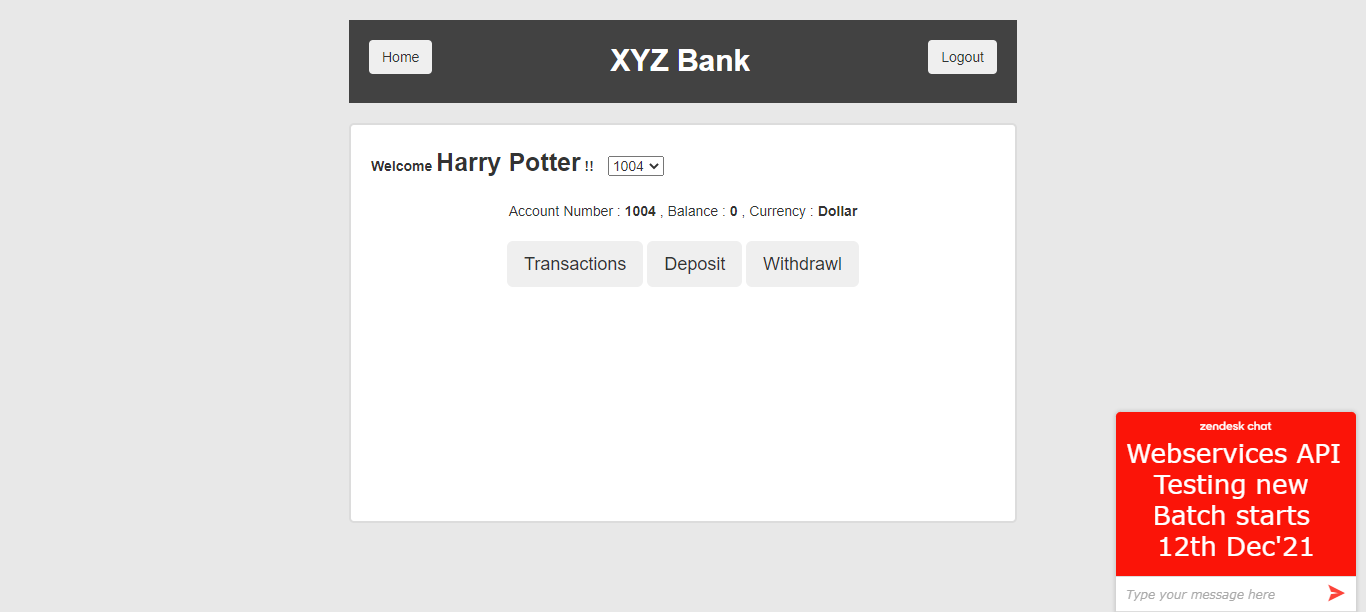 Home XYZ Bank Logout
Welcome Harry Potter !! 1004
Account Number : 1004 , Balance : 0 , Currency : Dollar
Transactions Deposit Withdrawl
zendesk chat
Webservices API
Testing new
Batch starts
12th Dec'21
Type your message here